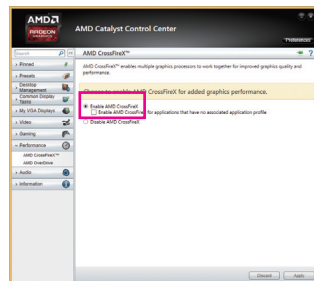 AMD
RADEON
GRAPHICS
AMD Catalyst Control Center
Preferences
Search
› Pinned
› Presets
› Desktop Management
› Common Display Tasks
› My VGA Displays
› Video
› Gaming
Performance
AMD CrossFireX™
AMD OverDrive
› Audio
› Information
AMD CrossFireX™
?
AMD CrossFireX™ enables multiple graphics processors to work together for improved graphics quality and performance.
Choose to enable AMD CrossFireX for added graphics performance.
Enable AMD CrossFireX
Enable AMD CrossFireX for applications that have no associated application profile
Disable AMD CrossFireX
Discard
Apply